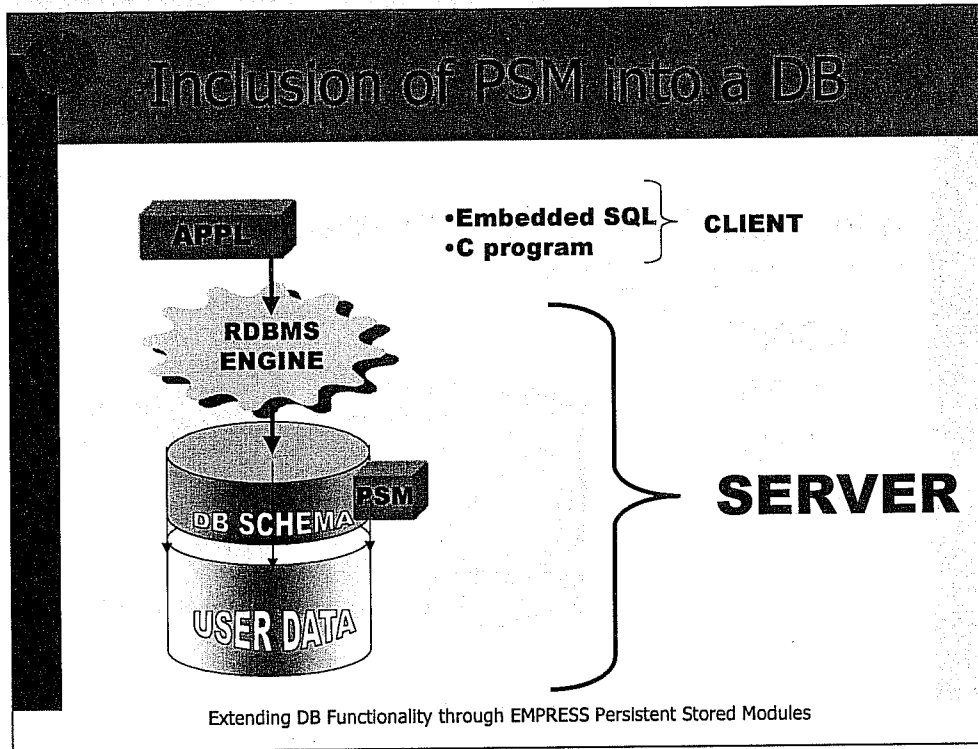 Inclusion of PSM into a DB
APPL
•Embedded SQL
•C program
CLIENT
RDBMS
ENGINE
PSM
DB SCHEMA
USER DATA
SERVER
Extending DB Functionality through EMPRESS Persistent Stored Modules